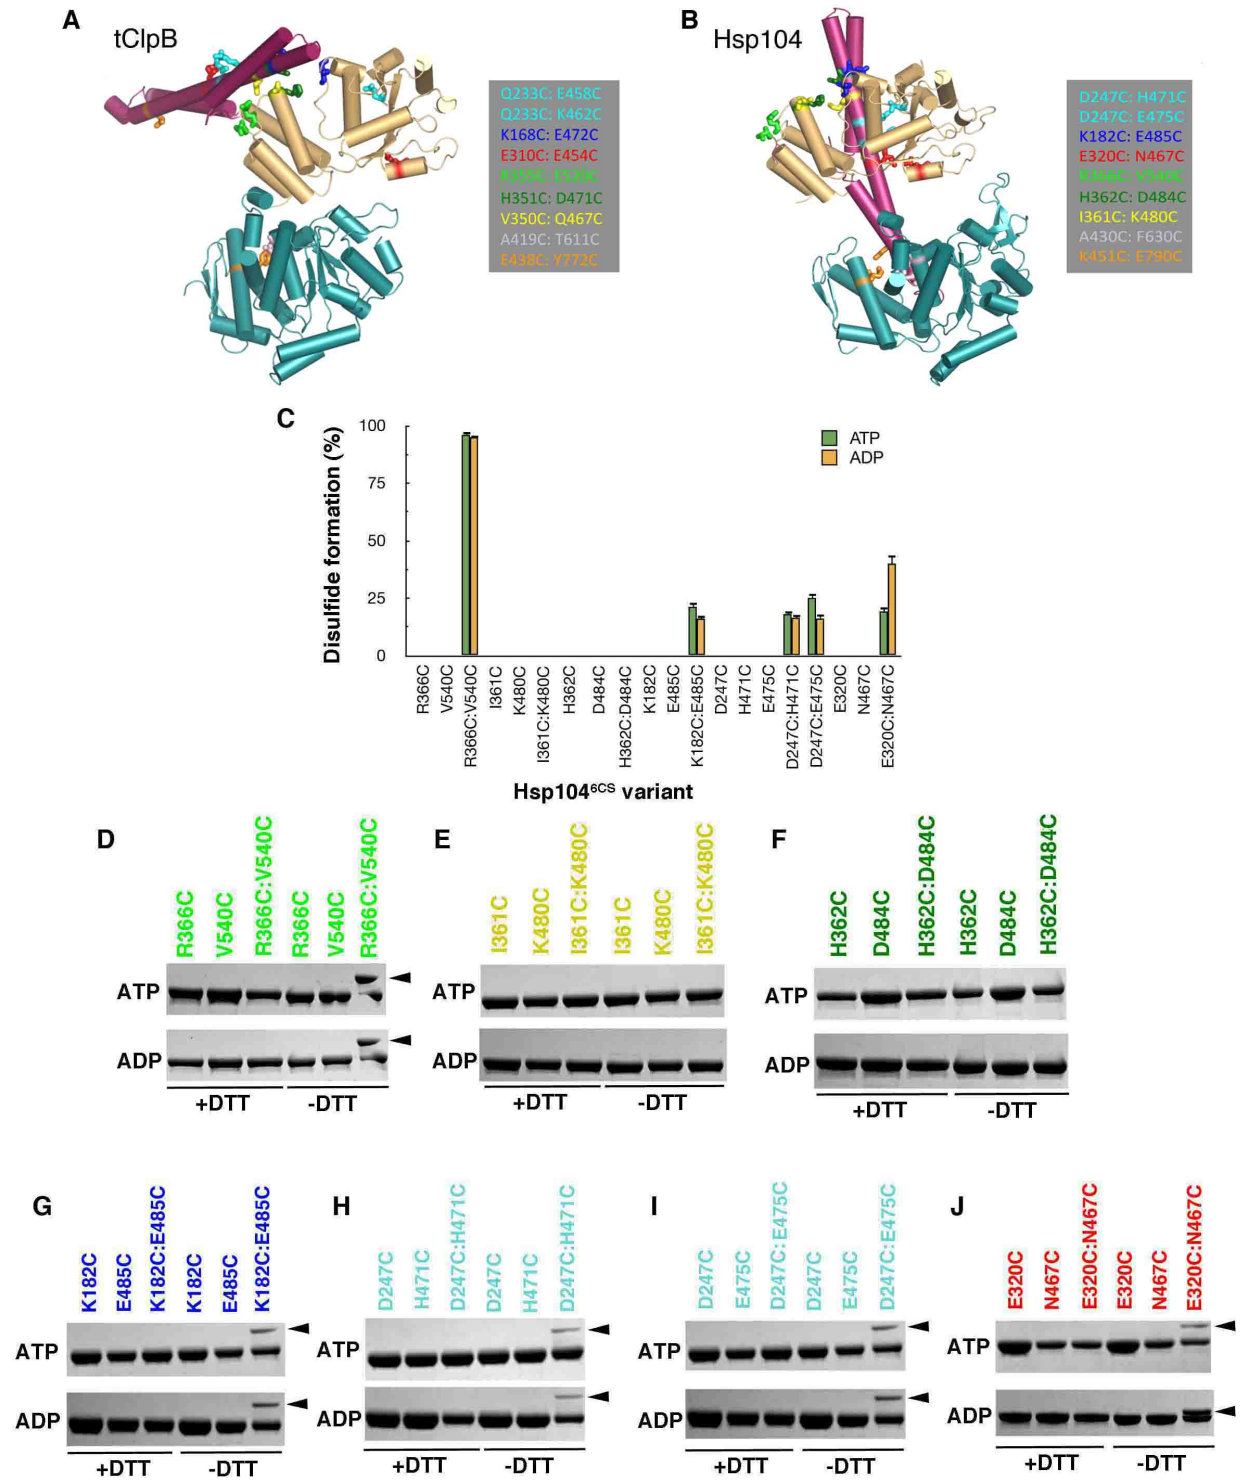 A
tClpB
Q233C: E458C
Q233C: K462C
K168C: E472C
E310C: E454C
R355C: E520C
H351C: D471C
V350C: Q467C
A419C: T611C
E438C: Y772C
B
Hsp104
D247C: H471C
D247C: E475C
K182C: E485C
E320C: N467C
R366C: V540C
H362C: D484C
I361C: K480C
A430C: F630C
K451C: E790C
C
Disulfide formation (%)
100
75
50
25
0
ATP
ADP
R366C
V540C
R366C:V540C
I361C
K480C
I361C:K480C
H362C
D484C
H362C:D484C
K182C
E485C
K182C:E485C
D247C
H471C
E475C
D247C:H471C
D247C:E475C
E320C
N467C
E320C:N467C
Hsp104⁶ᶜˢ variant
D
R366C
V540C
R366C:V540C
R366C
V540C
R366C:V540C
ATP
ADP
+DTT -DTT
E
I361C
K480C
I361C:K480C
I361C
K480C
I361C:K480C
ATP
ADP
+DTT -DTT
F
H362C
D484C
H362C:D484C
H362C
D484C
H362C:D484C
ATP
ADP
+DTT -DTT
G
K182C
E485C
K182C:E485C
K182C
E485C
K182C:E485C
ATP
ADP
+DTT -DTT
H
D247C
H471C
D247C:H471C
D247C
H471C
D247C:H471C
ATP
ADP
+DTT -DTT
I
D247C
E475C
D247C: E475C
D247C
E475C
D247C:E475C
ATP
ADP
+DTT -DTT
J
E320C
N467C
E320C:N467C
E320C
N467C
E320C:N467C
ATP
ADP
+DTT -DTT